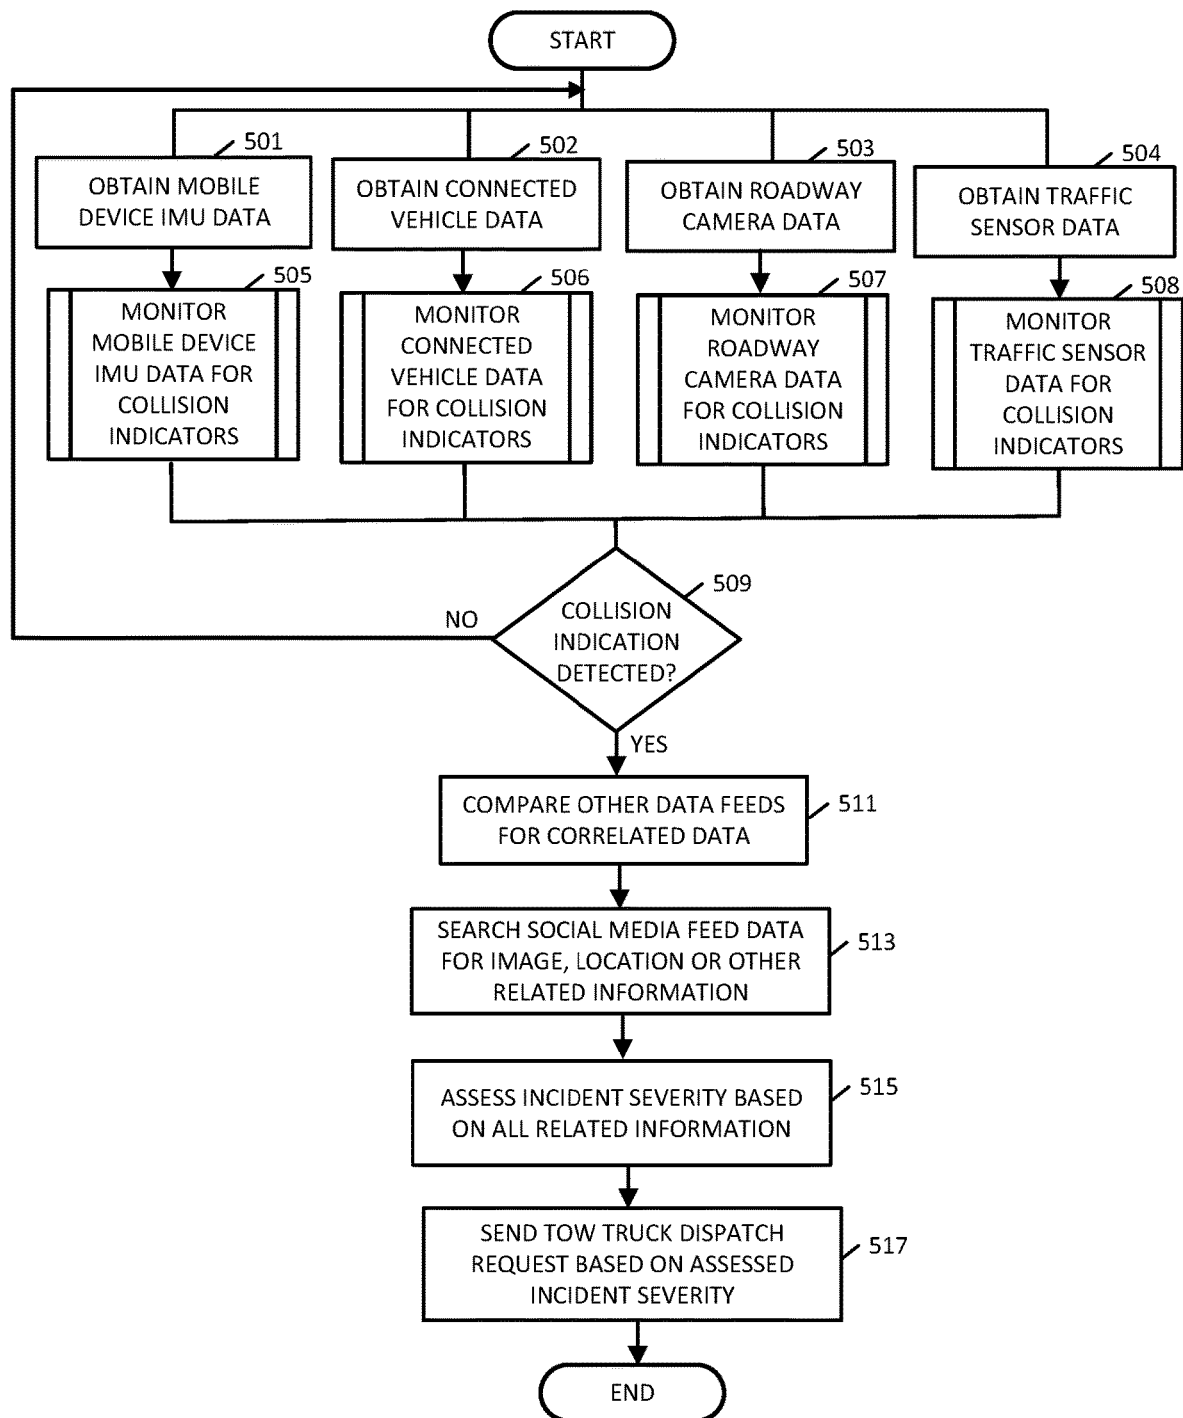 START
501
OBTAIN MOBILE
DEVICE IMU DATA
502
OBTAIN CONNECTED
VEHICLE DATA
503
OBTAIN ROADWAY
CAMERA DATA
504
OBTAIN TRAFFIC
SENSOR DATA
505
MONITOR
MOBILE DEVICE
IMU DATA FOR
COLLISION
INDICATORS
506
MONITOR
CONNECTED
VEHICLE DATA
FOR COLLISION
INDICATORS
507
MONITOR
ROADWAY
CAMERA DATA
FOR COLLISION
INDICATORS
508
MONITOR
TRAFFIC SENSOR
DATA FOR
COLLISION
INDICATORS
509
COLLISION
INDICATION
DETECTED?
NO
YES
COMPARE OTHER DATA FEEDS
FOR CORRELATED DATA
511
SEARCH SOCIAL MEDIA FEED DATA
FOR IMAGE, LOCATION OR OTHER
RELATED INFORMATION
513
ASSESS INCIDENT SEVERITY BASED
ON ALL RELATED INFORMATION
515
SEND TOW TRUCK DISPATCH
REQUEST BASED ON ASSESSED
INCIDENT SEVERITY
517
END